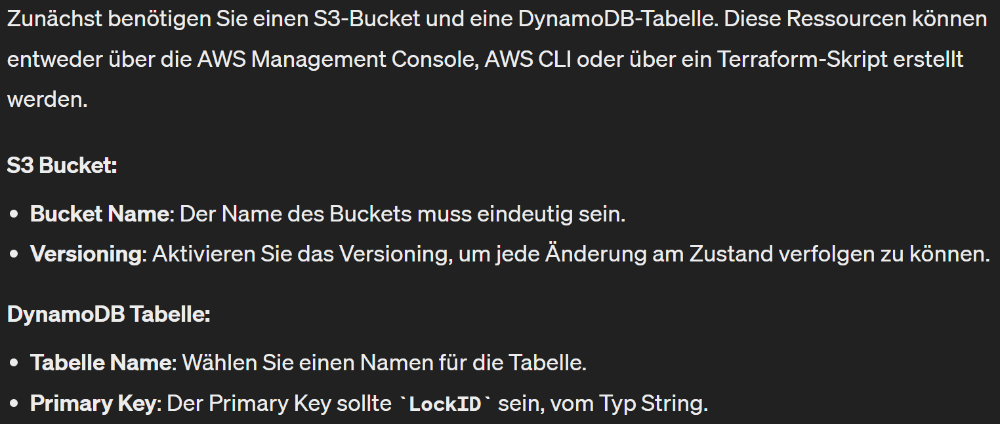 Zunächst benötigen Sie einen S3-Bucket und eine DynamoDB-Tabelle. Diese Ressourcen können
entweder über die AWS Management Console, AWS CLI oder über ein Terraform-Skript erstellt
werden.
S3 Bucket:
• Bucket Name: Der Name des Buckets muss eindeutig sein.
• Versioning: Aktivieren Sie das Versioning, um jede Änderung am Zustand verfolgen zu können.
DynamoDB Tabelle:
• Tabelle Name: Wählen Sie einen Namen für die Tabelle.
• Primary Key: Der Primary Key sollte `LockID` sein, vom Typ String.